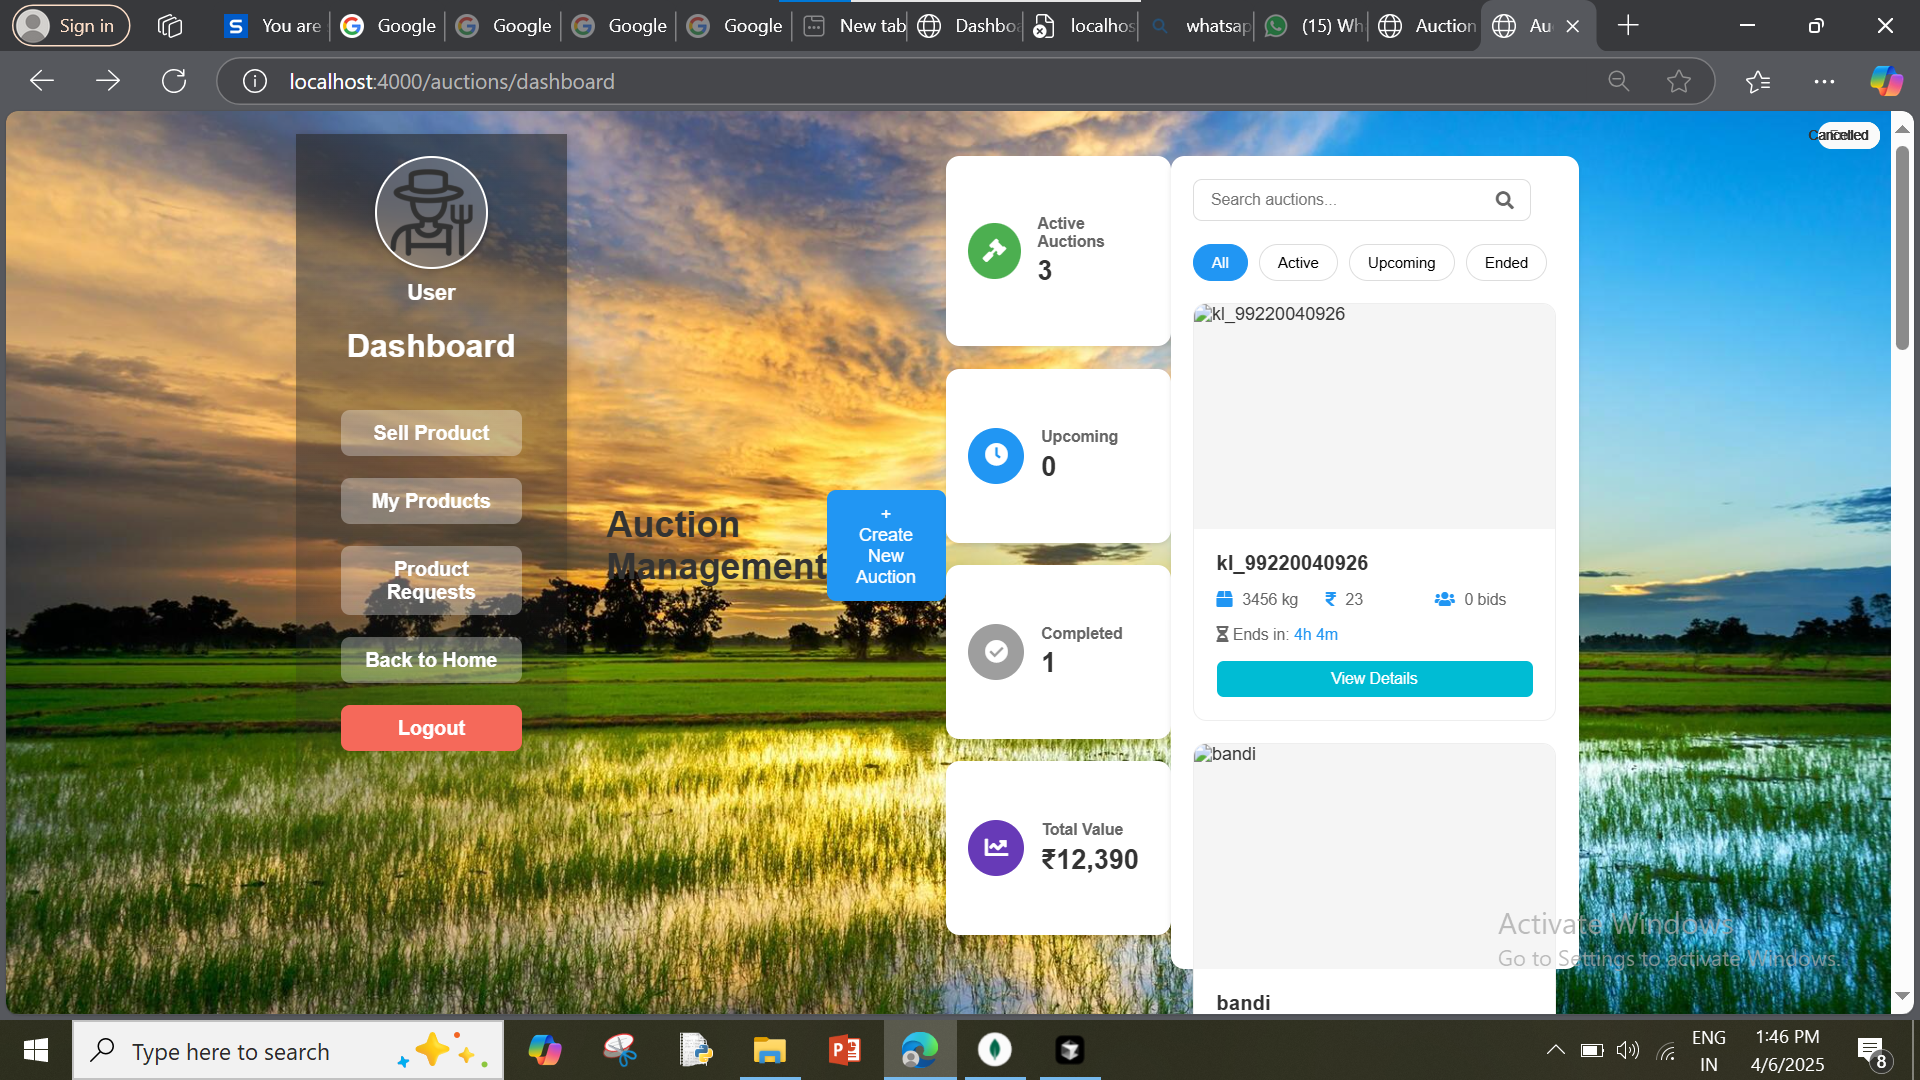 Sign in
You are
Google
Google
Google
Google
New tab
Dashbo
localhos
whatsap
(15) Wh
Auction
Au
localhost:4000/auctions/dashboard
Cancelled
User
Dashboard
Sell Product
My Products
Product
Requests
Back to Home
Logout
Auction
Management
+
Create
New
Auction
Active
Auctions
3
Upcoming
0
Completed
1
Total Value
₹12,390
Search auctions...
All
Active
Upcoming
Ended
kl_99220040926
kl_99220040926
3456 kg
₹ 23
0 bids
Ends in: 4h 4m
View Details
bandi
bandi
Activate Windows
Go to Settings to activate Windows.
Type here to search
ENG
IN
1:46 PM
4/6/2025
8